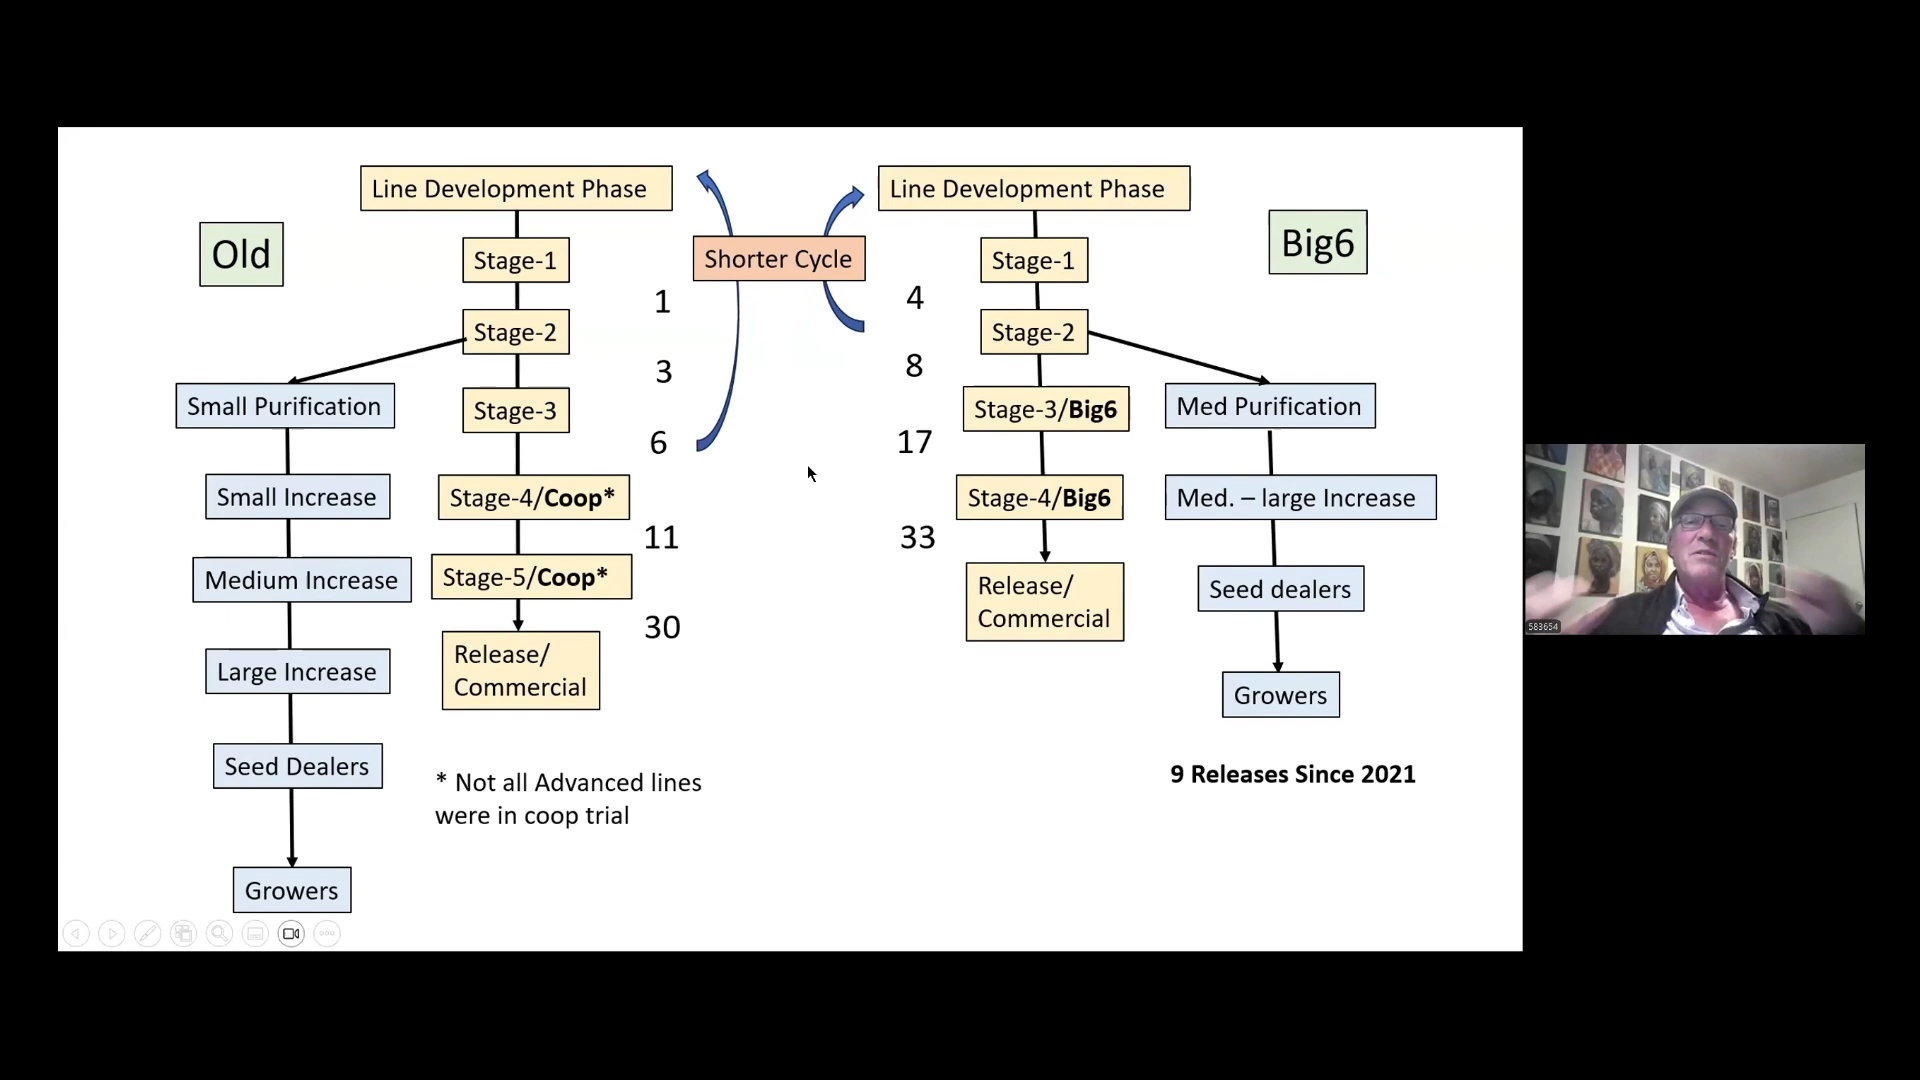 Line Development Phase
Old
Stage-1
1
Stage-2
3
Small Purification
Stage-3
6
Small Increase
Stage-4/Coop*
11
Medium Increase
Stage-5/Coop*
30
Large Increase
Release/
Commercial
Seed Dealers
* Not all Advanced lines
were in coop trial
Growers
Shorter Cycle
Line Development Phase
Big6
Stage-1
4
Stage-2
8
Stage-3/Big6
Med Purification
17
Stage-4/Big6
Med. – large Increase
33
Release/
Commercial
Seed dealers
Growers
9 Releases Since 2021
583654